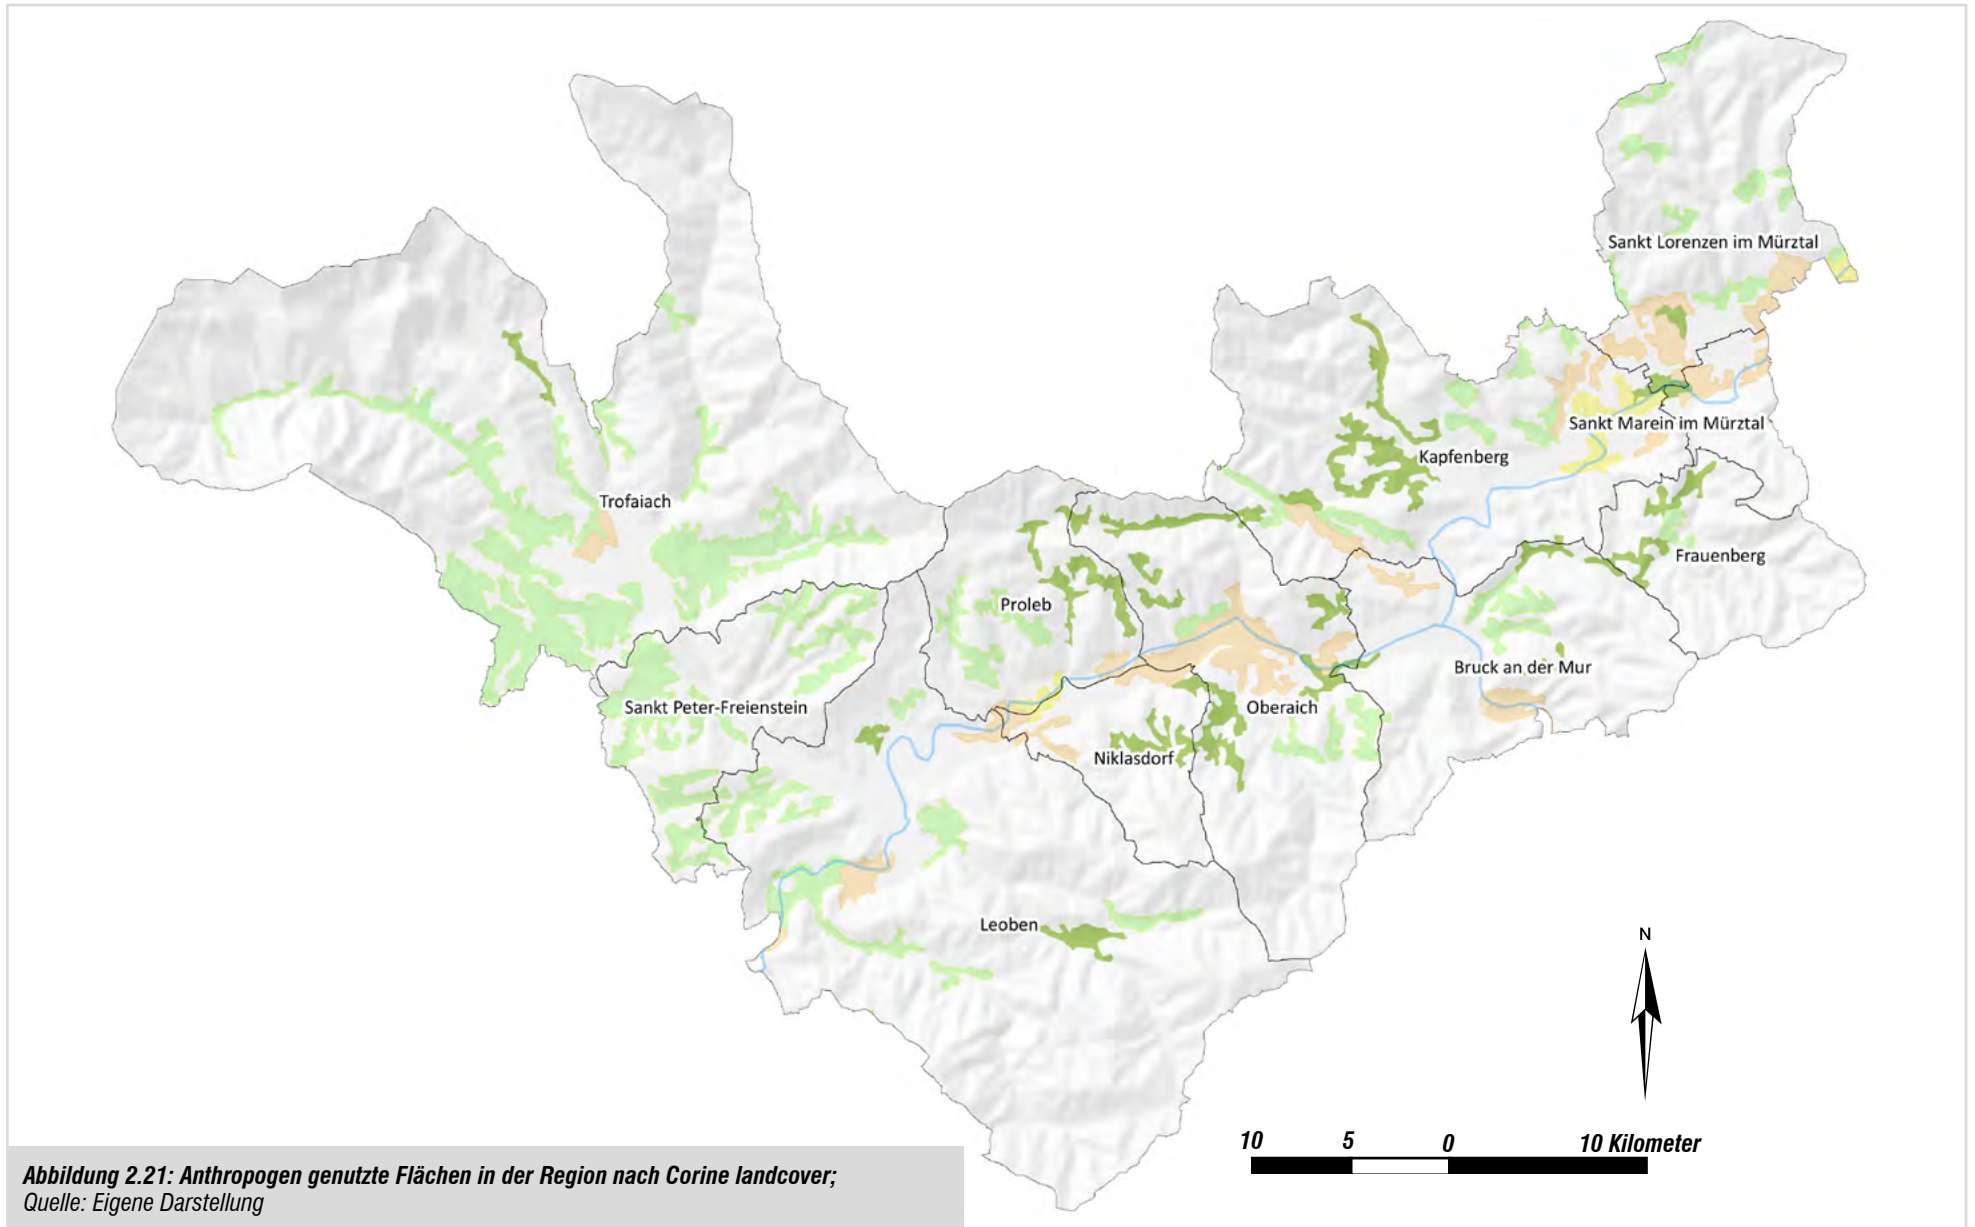 Sankt Lorenzen im Mürztal
Sankt Marein im Mürztal
Kapfenberg
Trofaiach
Frauenberg
Proleb
Bruck an der Mur
Sankt Peter-Freienstein
Oberaich
Niklasdorf
Leoben
N
10 5 0 10 Kilometer
Abbildung 2.21: Anthropogen genutzte Flächen in der Region nach Corine landcover;
Quelle: Eigene Darstellung